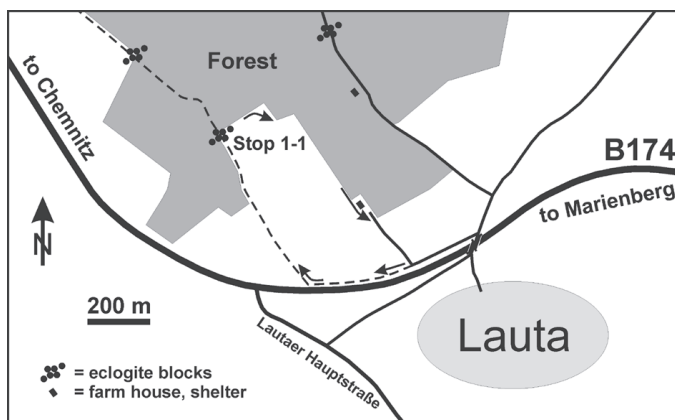 Forest
to Chemnitz
Stop 1-1
B174
to Marienberg
N
200 m
Lautaer Hauptstraße
Lauta
= eclogite blocks
= farm house, shelter